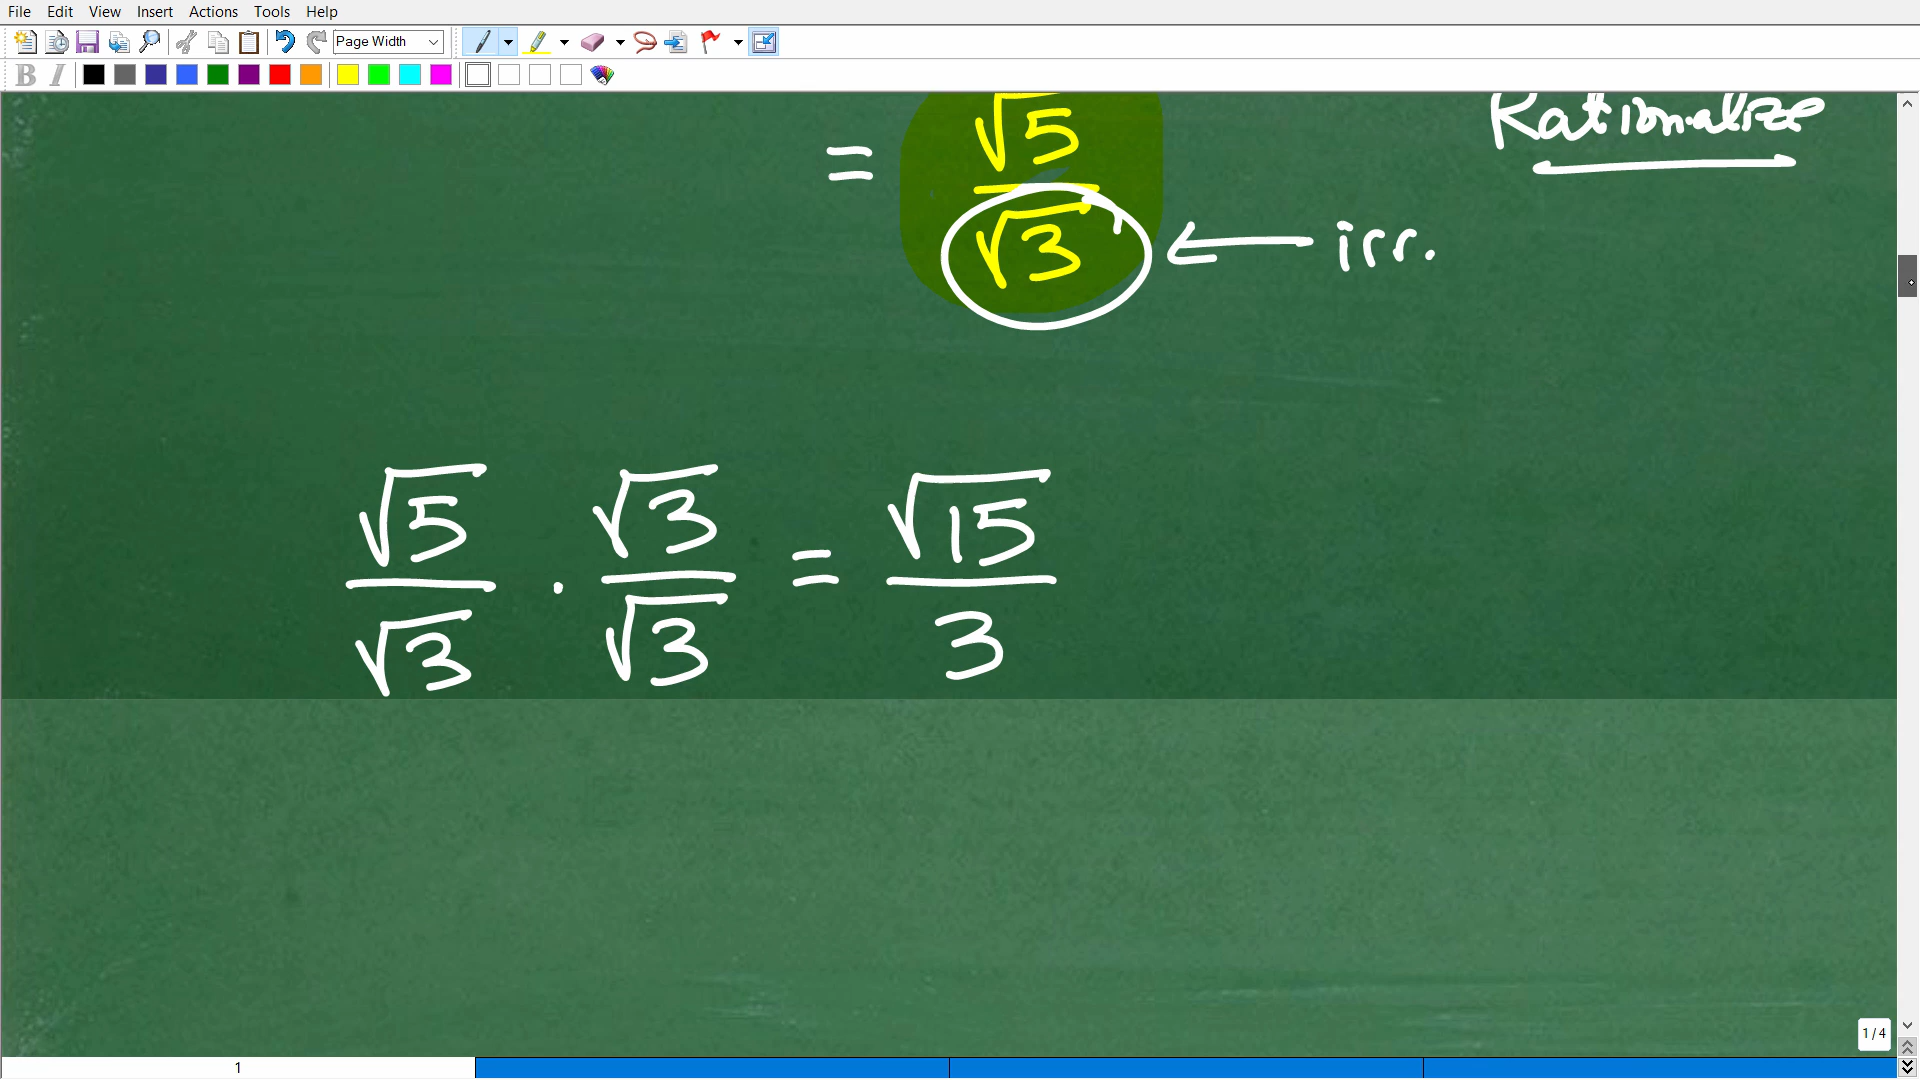 File Edit View Insert Actions Tools Help
Page Width
B I
Rationalize
= √5/√3 ← irr.
√5/√3 · √3/√3 = √15/3
1 / 4
1